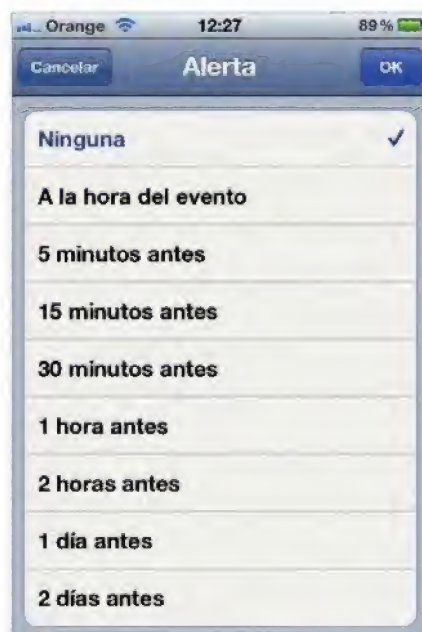 Orange 12:27 89 %
Cancelar Alerta OK
Ninguna
A la hora del evento
5 minutos antes
15 minutos antes
30 minutos antes
1 hora antes
2 horas antes
1 día antes
2 días antes